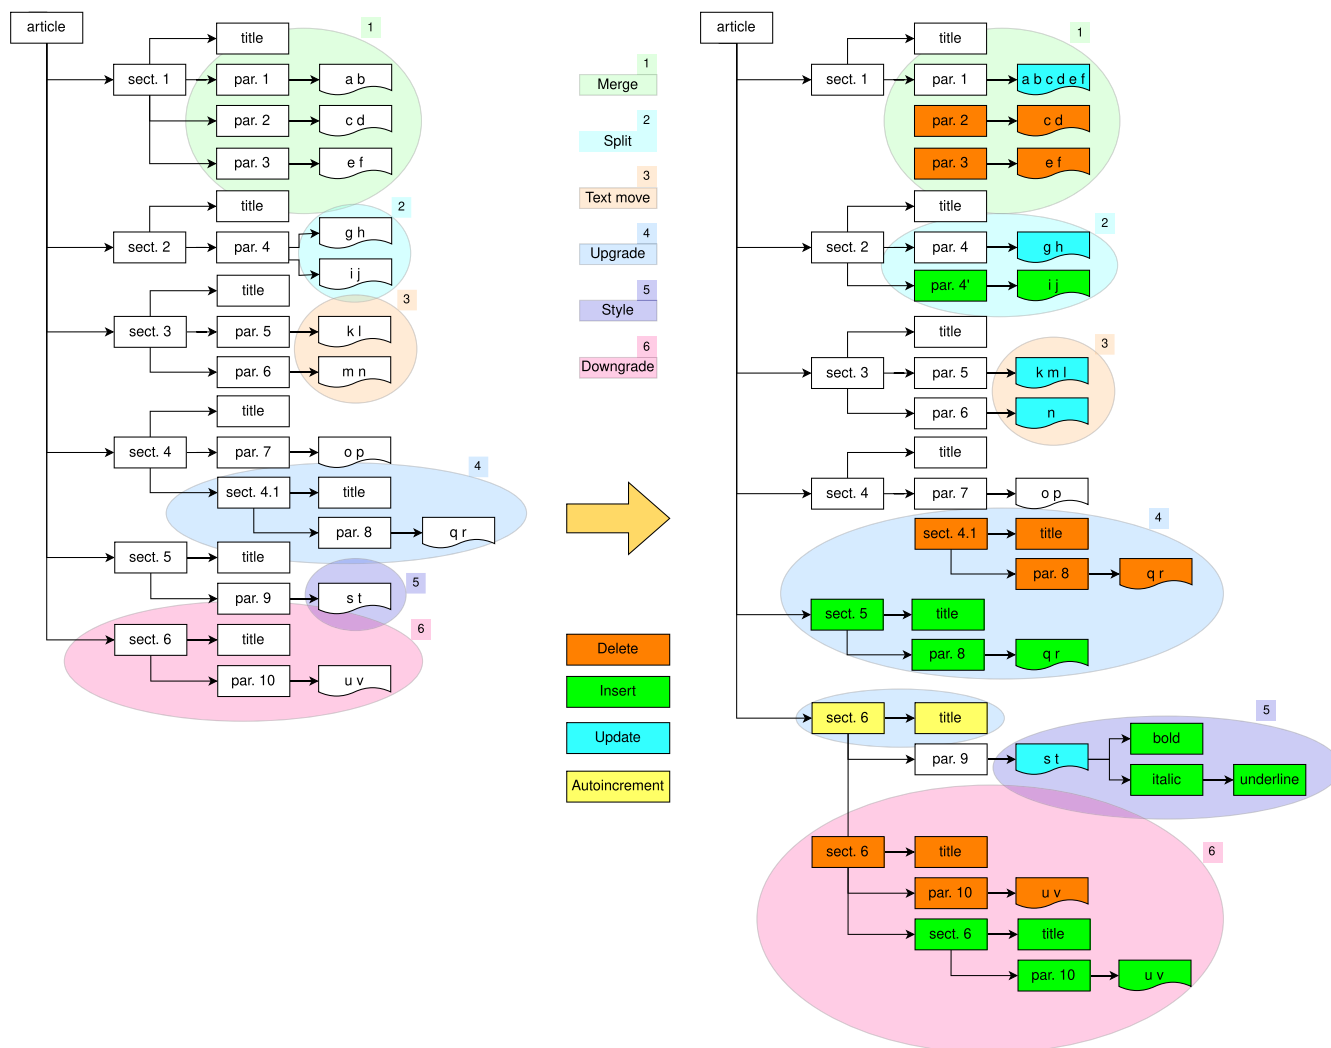 article
title
1
sect. 1
par. 1
a b
par. 2
c d
par. 3
e f
title
2
sect. 2
par. 4
g h
i j
title
3
sect. 3
par. 5
k l
par. 6
m n
title
sect. 4
par. 7
o p
4
sect. 4.1
title
par. 8
q r
sect. 5
title
5
par. 9
s t
6
sect. 6
title
par. 10
u v
1
Merge
2
Split
3
Text move
4
Upgrade
5
Style
6
Downgrade
Delete
Insert
Update
Autoincrement
article
title
1
sect. 1
par. 1
a b c d e f
par. 2
c d
par. 3
e f
title
2
sect. 2
par. 4
g h
par. 4'
i j
title
3
sect. 3
par. 5
k m l
par. 6
n
title
sect. 4
par. 7
o p
4
sect. 4.1
title
par. 8
q r
sect. 5
title
par. 8
q r
sect. 6
title
5
par. 9
s t
bold
italic
underline
6
sect. 6
title
par. 10
u v
sect. 6
title
par. 10
u v